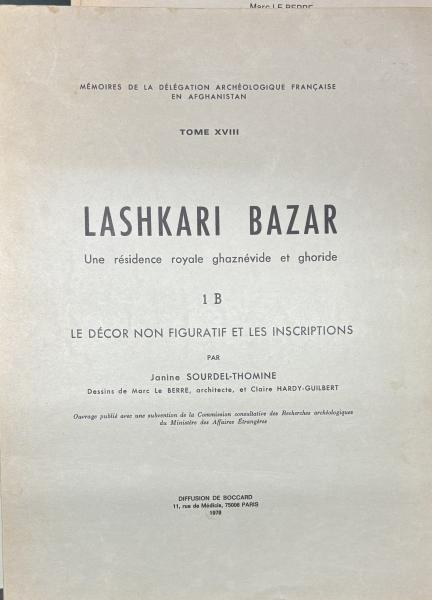 Marc LE BERRE
MÉMOIRES DE LA DÉLÉGATION ARCHÉOLOGIQUE FRANÇAISE
EN AFGHANISTAN
TOME XVIII
LASHKARI BAZAR
Une résidence royale ghaznévide et ghoride
1 B
LE DÉCOR NON FIGURATIF ET LES INSCRIPTIONS
PAR
Janine SOURDEL-THOMINE
Dessins de Marc Le BERRE, architecte, et Claire HARDY-GUILBERT
Ouvrage publié avec une subvention de la Commission consultative des Recherches archéologiques
du Ministère des Affaires Étrangères
DIFFUSION DE BOCCARD
11, rue de Médicis, 75006 PARIS
1978